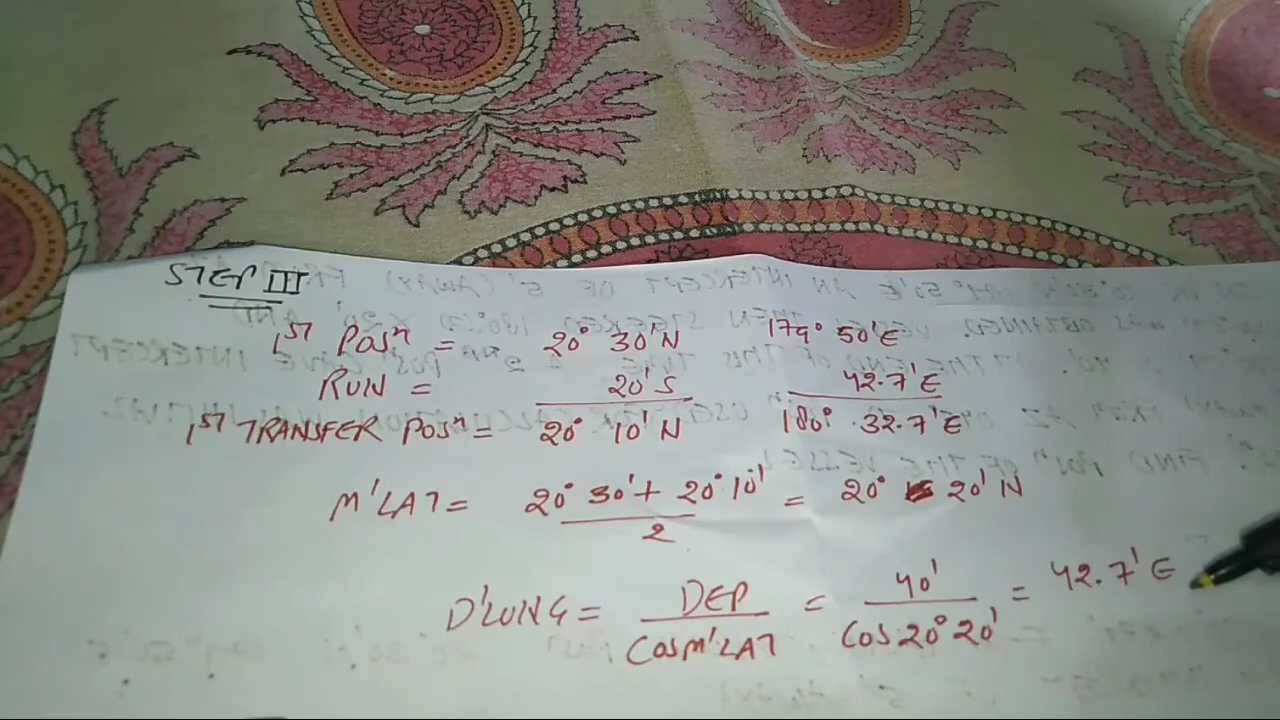 STEP III
1ST POSn = 20° 30'N 179° 50'E
RUN = 20'S 42.7'E
1ST TRANSFER POSn = 20° 10'N 180° 32.7'E
M'LAT = 20° 30' + 20° 10' / 2 = 20° 20'N
D'LONG = DEP / COS M'LAT = 40' / COS 20° 20' = 42.7'E